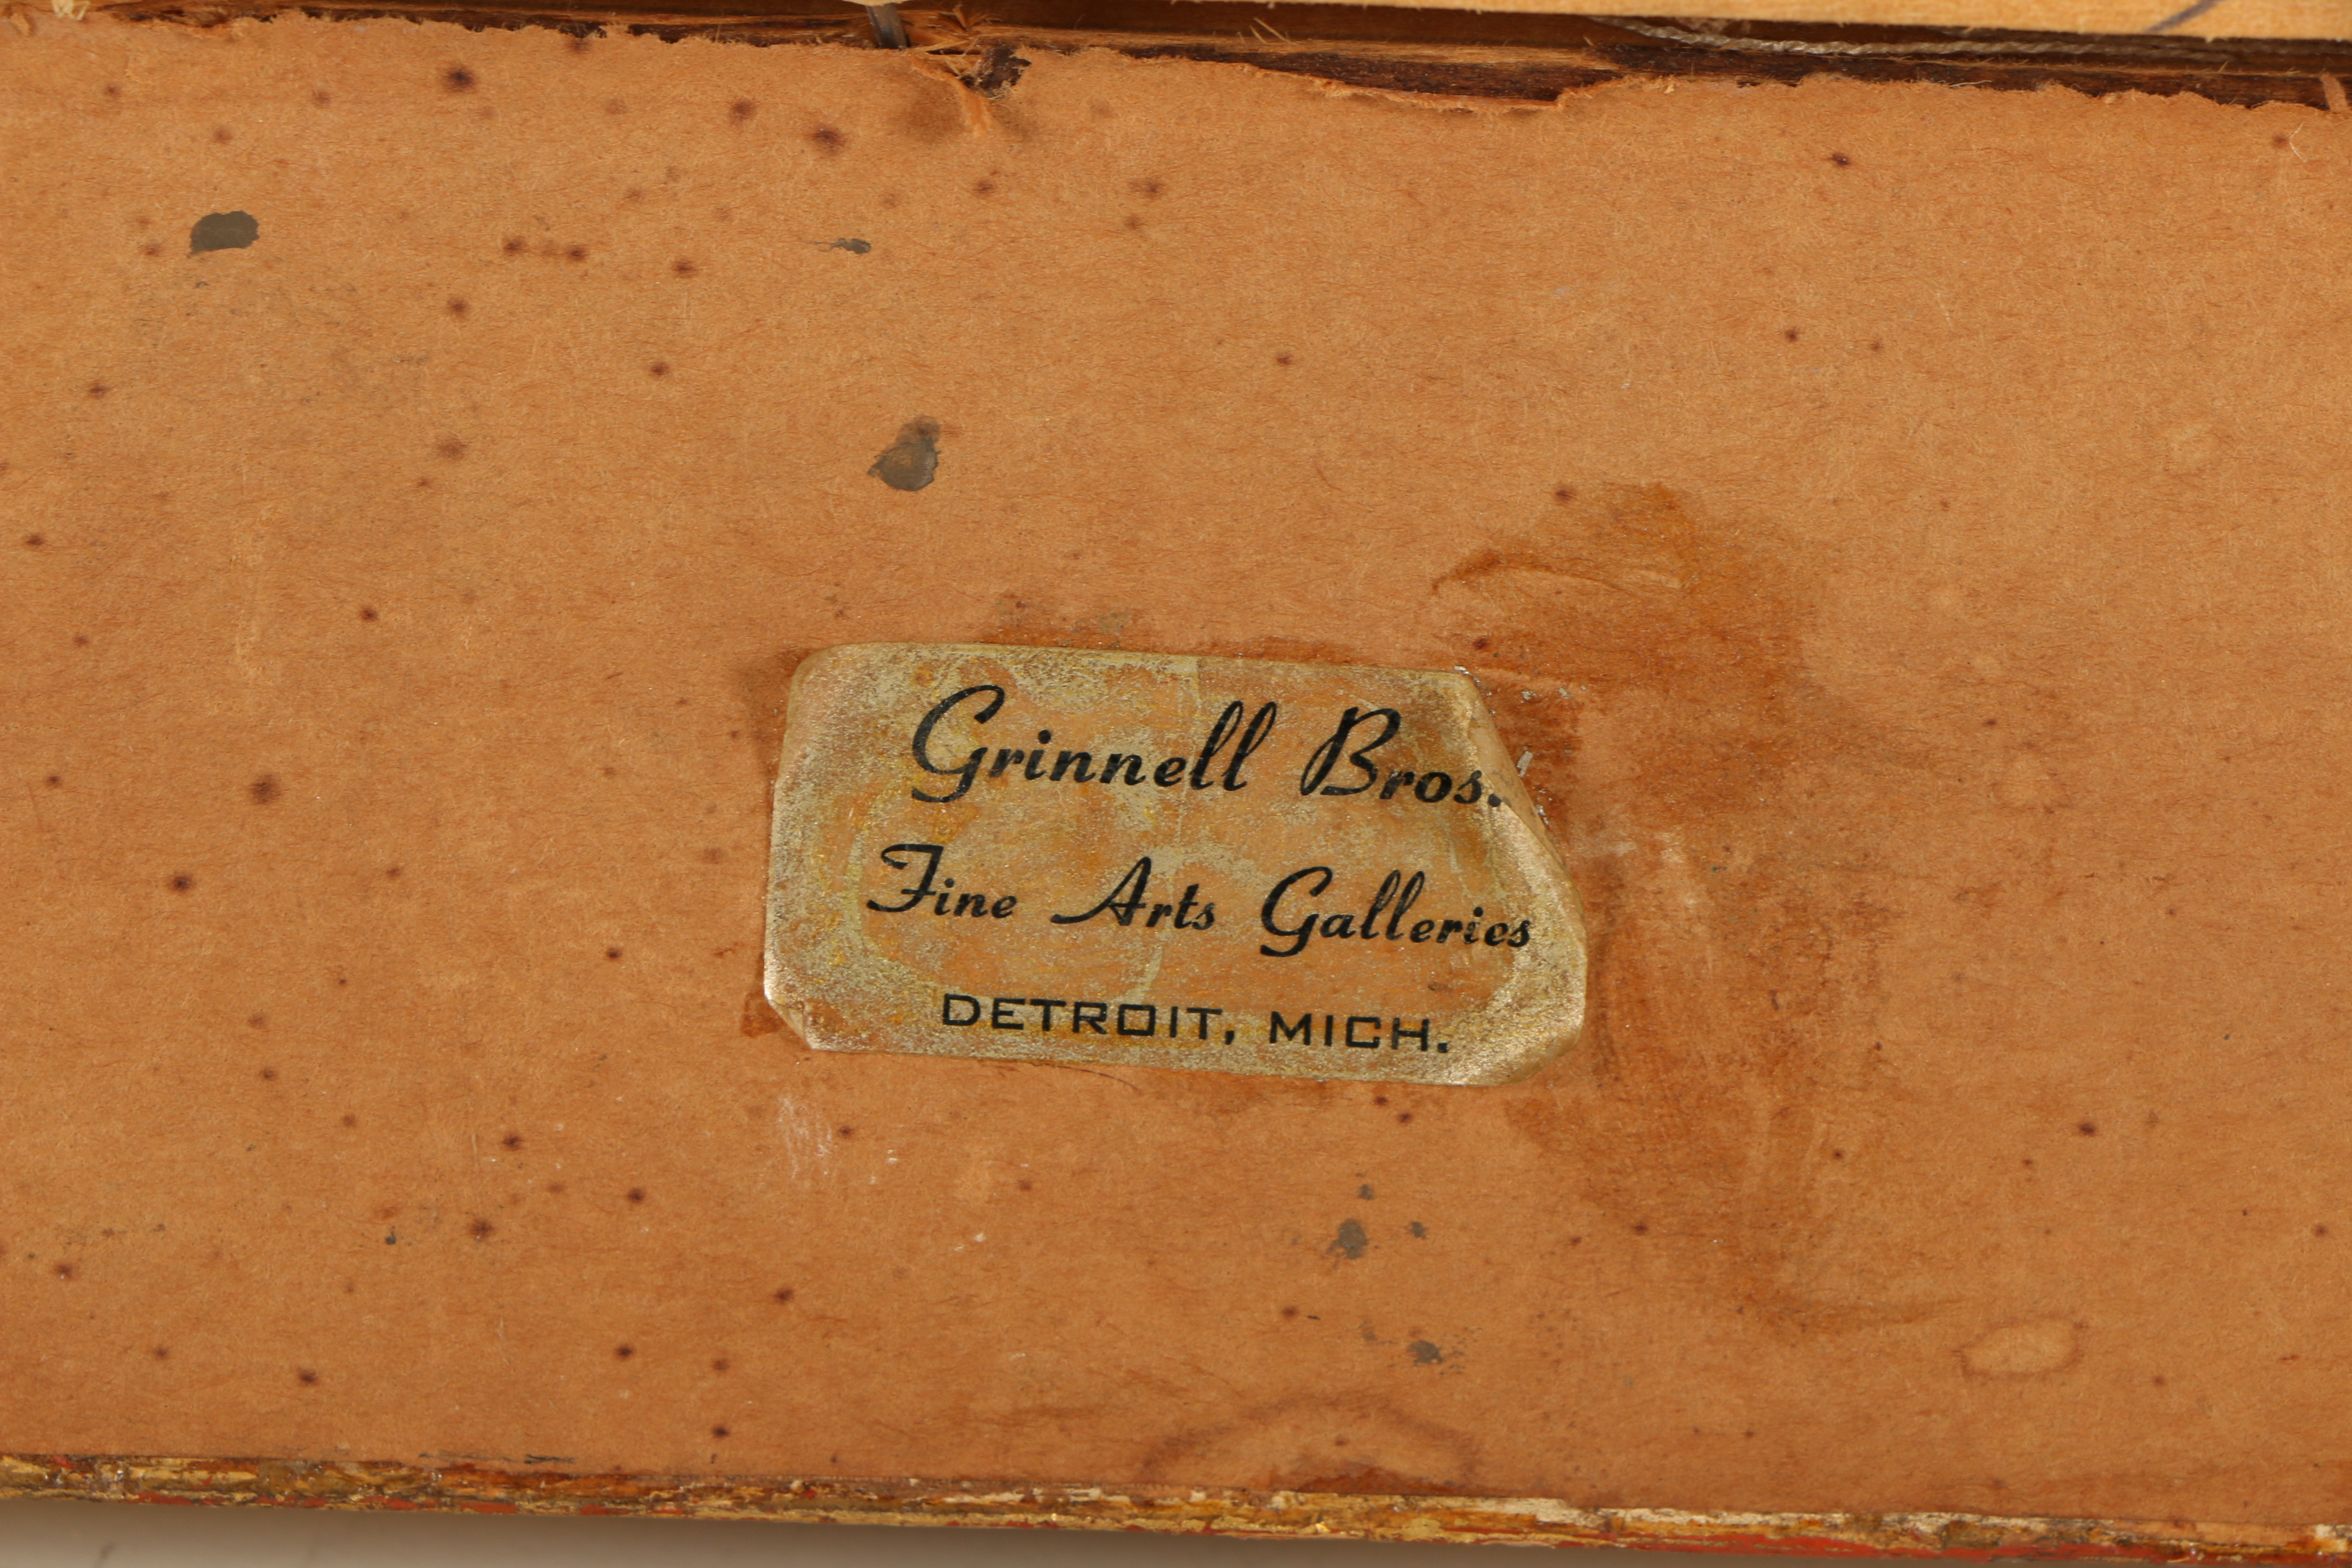 Grinnell Bros.
Fine Arts Galleries
DETROIT, MICH.